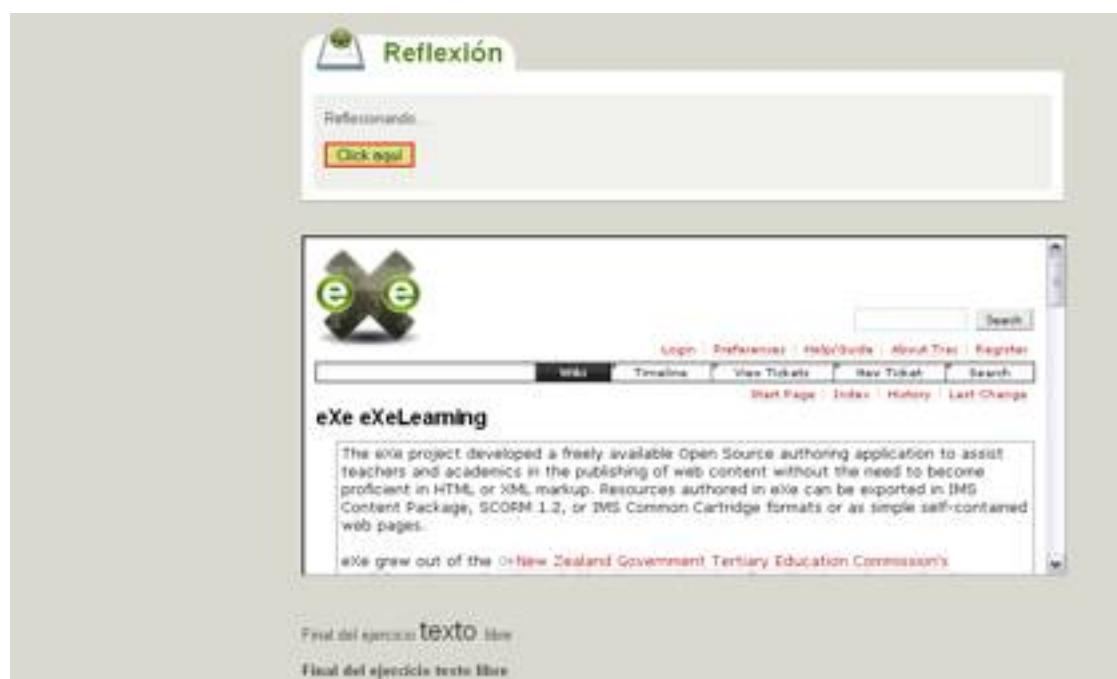 Reflexión
Reflexionando...
Click aquí
e e
Search
Login Preferences Help/Guide About Trac Register
Wiki Timeline View Tickets New Ticket Search
Start Page Index History Last Change
eXe eXeLearning
The eXe project developed a freely available Open Source authoring application to assist
teachers and academics in the publishing of web content without the need to become
proficient in HTML or XML markup. Resources authored in eXe can be exported in IMS
Content Package, SCORM 1.2, or IMS Common Cartridge formats or as simple self-contained
web pages.
eXe grew out of the New Zealand Government Tertiary Education Commission's
Final del ejercicio texto libre
Final del ejercicio texto libre